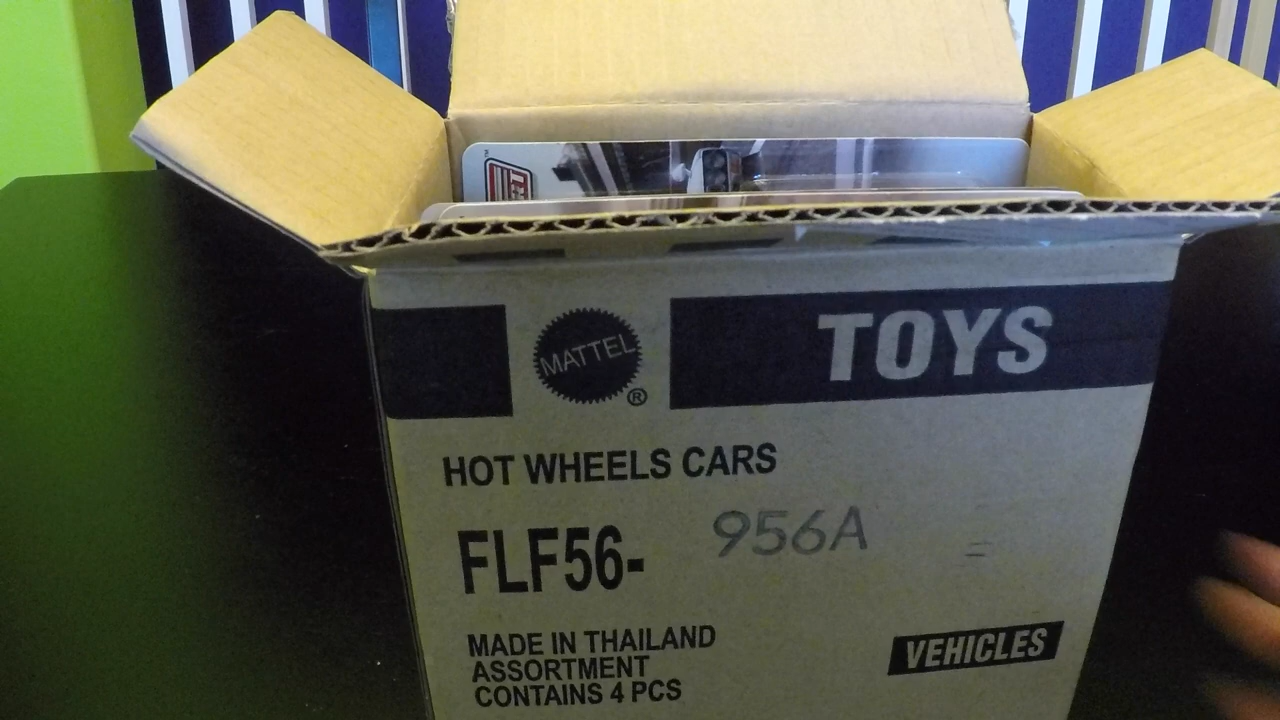 MATTEL
®
TOYS
HOT WHEELS CARS
FLF56- 956A
MADE IN THAILAND
ASSORTMENT
CONTAINS 4 PCS
VEHICLES